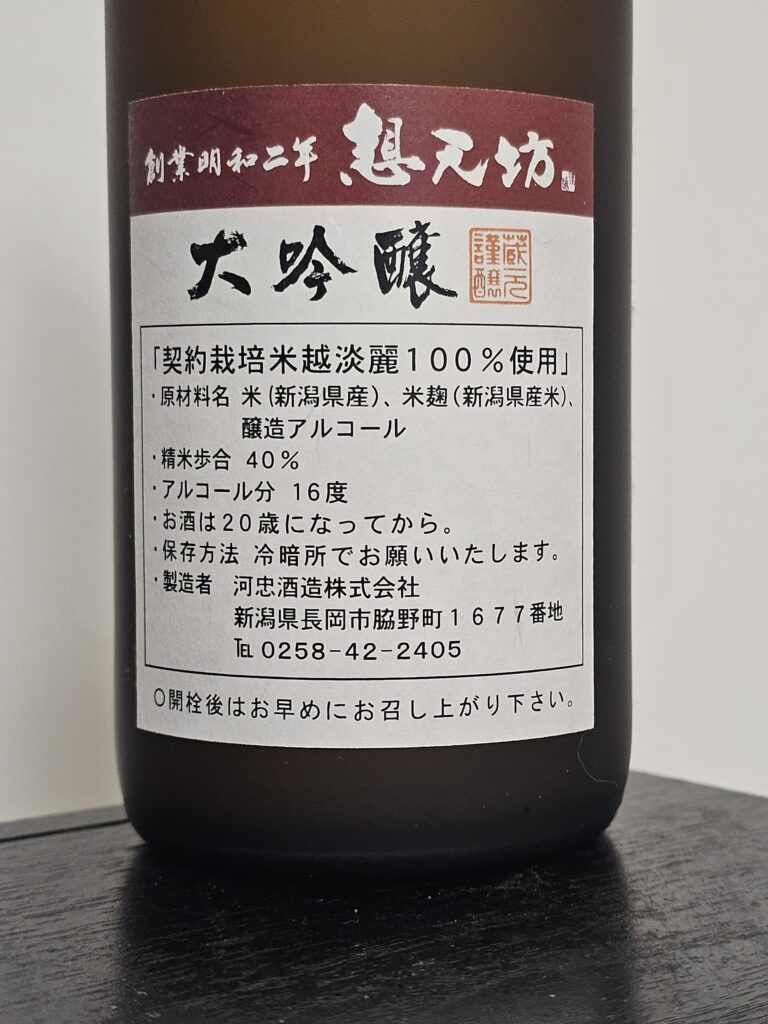 創業明和二年 想天坊
大吟醸
蔵元
謹醸
「契約栽培米越淡麗100%使用」
・原材料名 米(新潟県産)、米麹(新潟県産米)、
醸造アルコール
・精米歩合 40%
・アルコール分 16度
・お酒は20歳になってから。
・保存方法 冷暗所でお願いいたします。
・製造者 河忠酒造株式会社
新潟県長岡市脇野町1677番地
℡ 0258-42-2405
○開栓後はお早めにお召し上がり下さい。